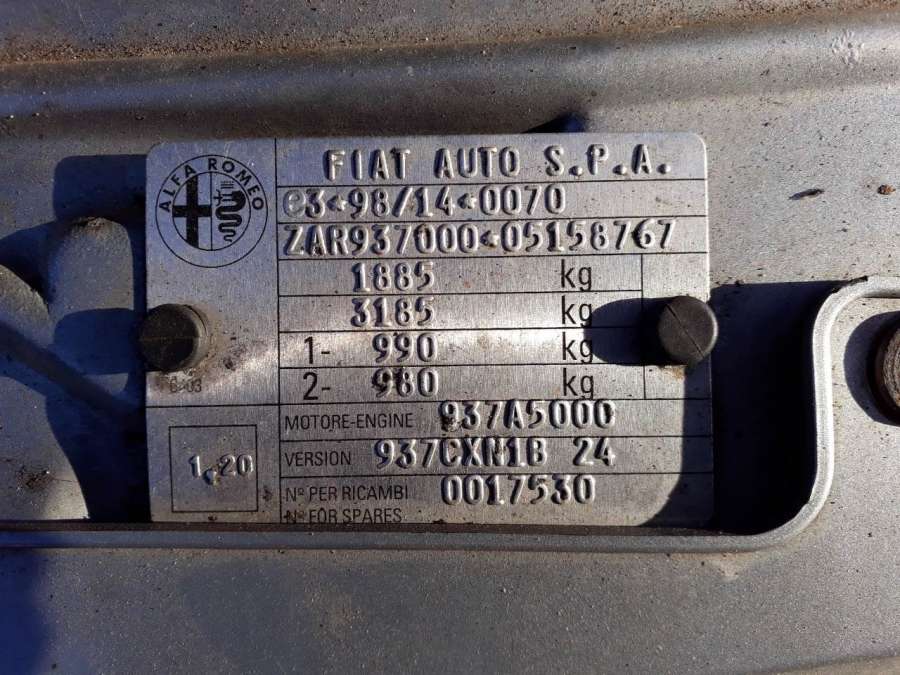 ALFA ROMEO
FIAT AUTO S.P.A.
e3*98/14*0070
ZAR937000*05158767
1885 kg
3185 kg
1- 990 kg
2- 980 kg
MOTORE-ENGINE 937A5000
VERSION 937CXN1B 24
1.20
Nº PER RICAMBI 0017530
Nº FOR SPARES